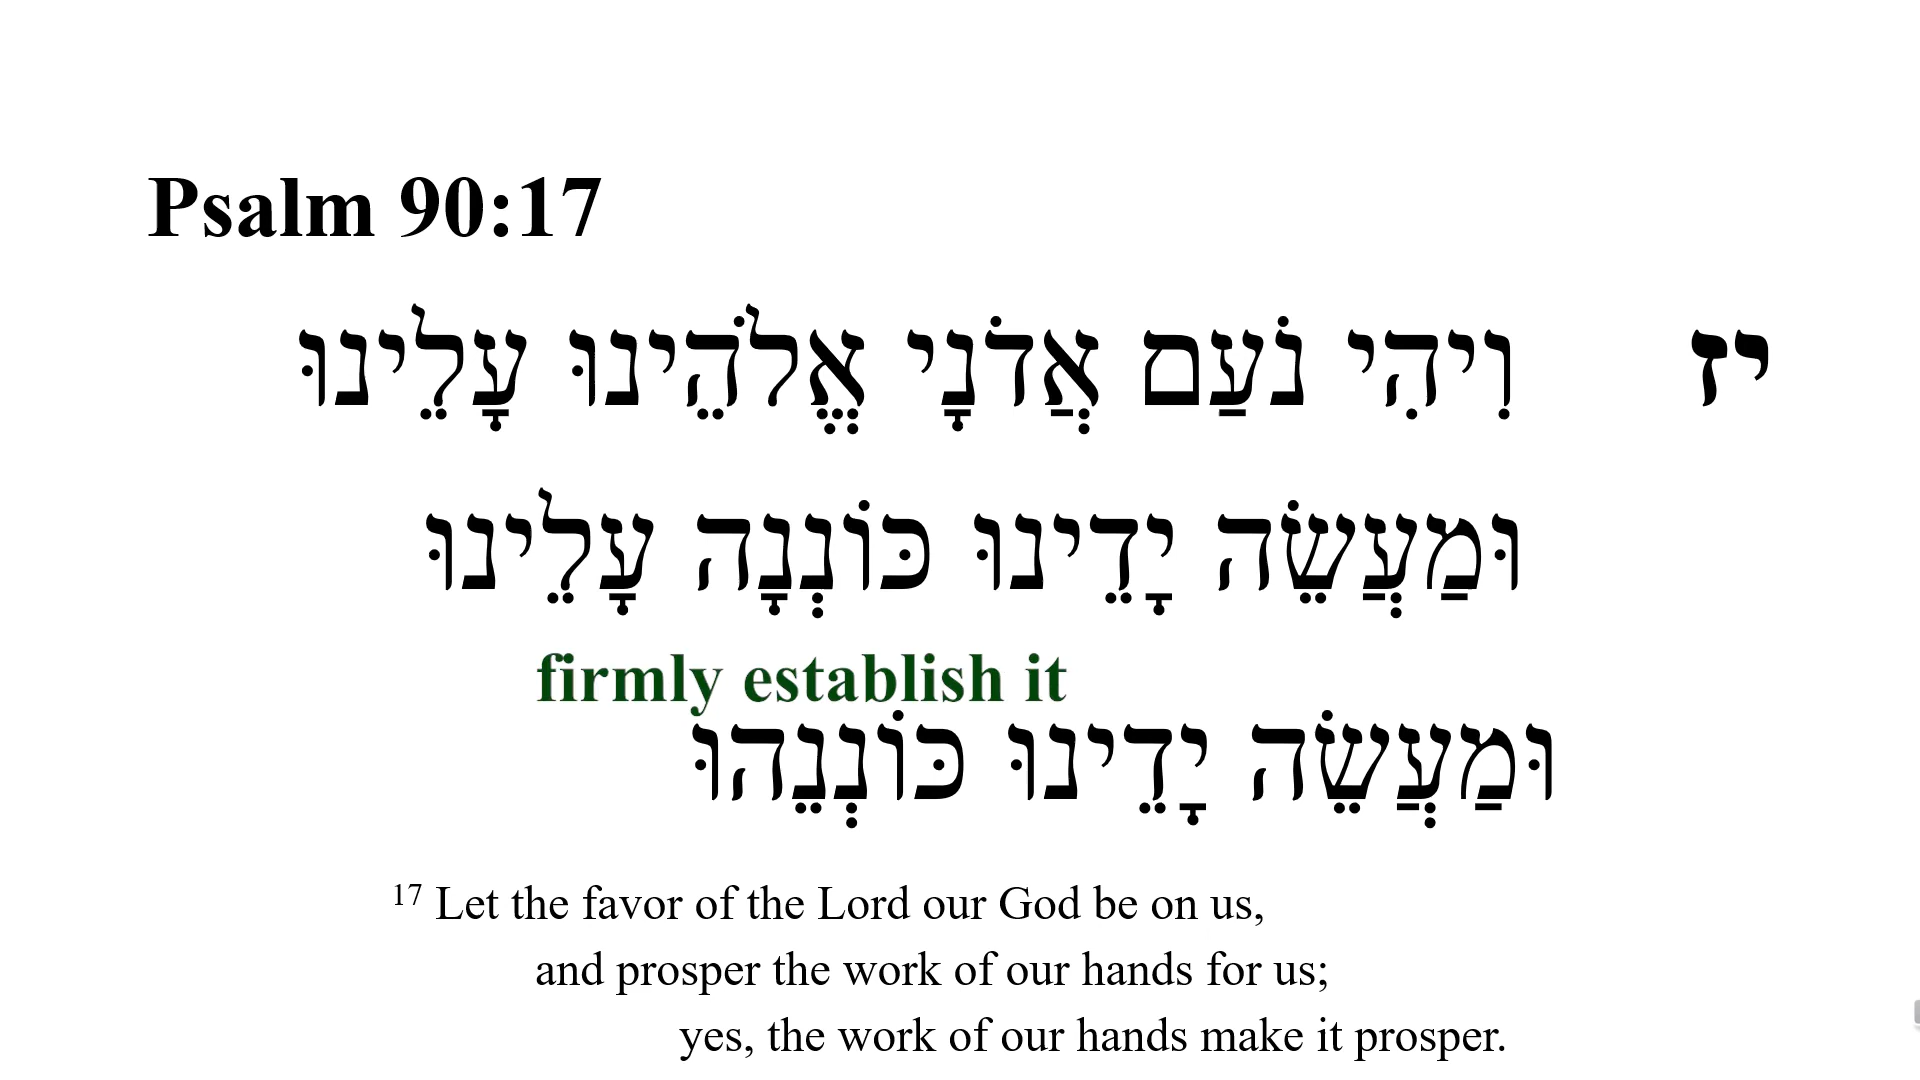 Psalm 90:17
יז וִיהִי נֹעַם אֲדֹנָי אֱלֹהֵינוּ עָלֵינוּ
וּמַעֲשֵׂה יָדֵינוּ כּוֹנְנָה עָלֵינוּ
firmly establish it
וּמַעֲשֵׂה יָדֵינוּ כּוֹנְנֵהוּ
17 Let the favor of the Lord our God be on us,
and prosper the work of our hands for us;
yes, the work of our hands make it prosper.